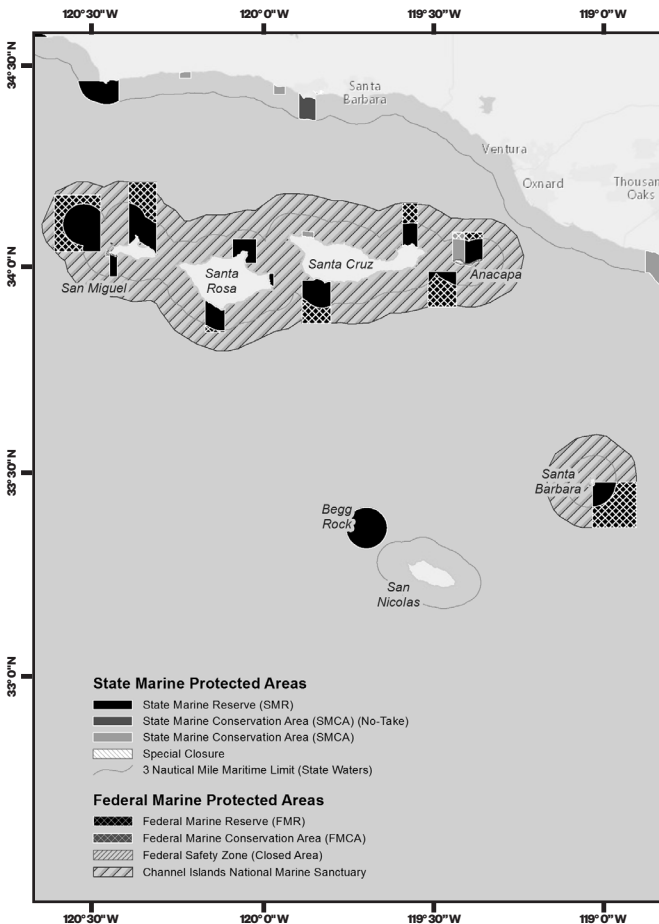 120°30"W 120°0"W 119°30"W 119°0"W
34°30"N
Santa
Barbara
Ventura
Oxnard
Thousan
Oaks
34°0"N
San Miguel
Santa
Rosa
Santa Cruz
Anacapa
33°30"N
Santa
Barbara
Begg
Rock
San
Nicolas
33°0"N
State Marine Protected Areas
State Marine Reserve (SMR)
State Marine Conservation Area (SMCA) (No-Take)
State Marine Conservation Area (SMCA)
Special Closure
3 Nautical Mile Maritime Limit (State Waters)
Federal Marine Protected Areas
Federal Marine Reserve (FMR)
Federal Marine Conservation Area (FMCA)
Federal Safety Zone (Closed Area)
Channel Islands National Marine Sanctuary
120°30"W 120°0"W 119°30"W 119°0"W